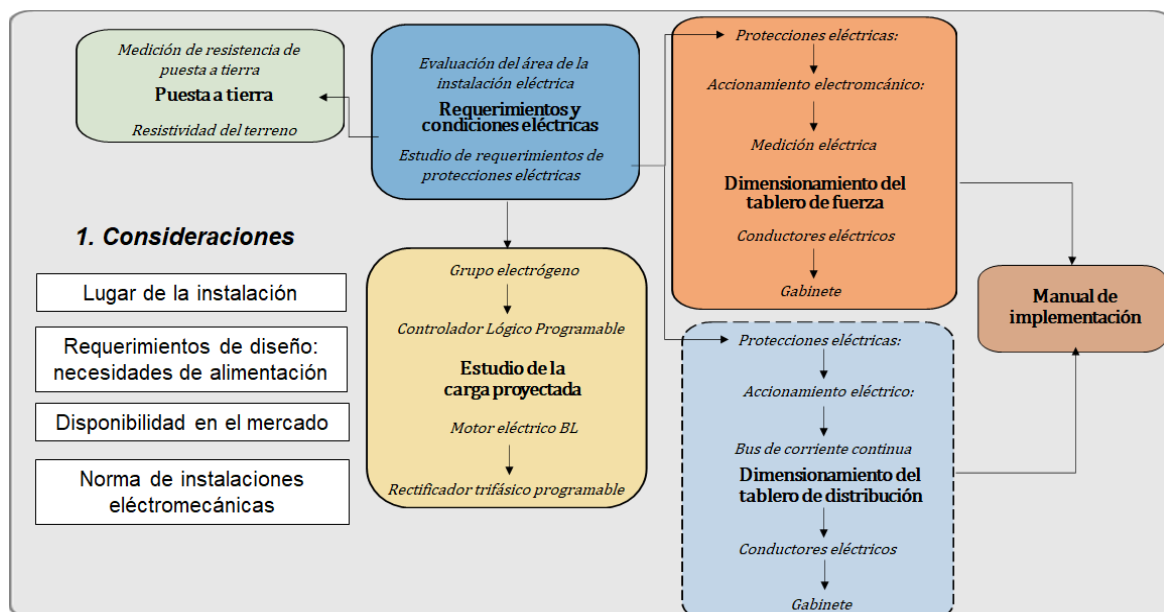 Medición de resistencia de
puesta a tierra
Puesta a tierra
Resistividad del terreno
Evaluación del área de la
instalación eléctrica
Requerimientos y
condiciones eléctricas
Estudio de requerimientos de
protecciones eléctricas
Protecciones eléctricas:
Accionamiento electromcánico:
Medición eléctrica
Dimensionamiento del
tablero de fuerza
Conductores eléctricos
Gabinete
1. Consideraciones
Lugar de la instalación
Requerimientos de diseño:
necesidades de alimentación
Disponibilidad en el mercado
Norma de instalaciones
eléctromecánicas
Grupo electrógeno
Controlador Lógico Programable
Estudio de la
carga proyectada
Motor eléctrico BL
Rectificador trifásico programable
Protecciones eléctricas:
Accionamiento eléctrico:
Bus de corriente continua
Dimensionamiento del
tablero de distribución
Conductores eléctricos
Gabinete
Manual de
implementación